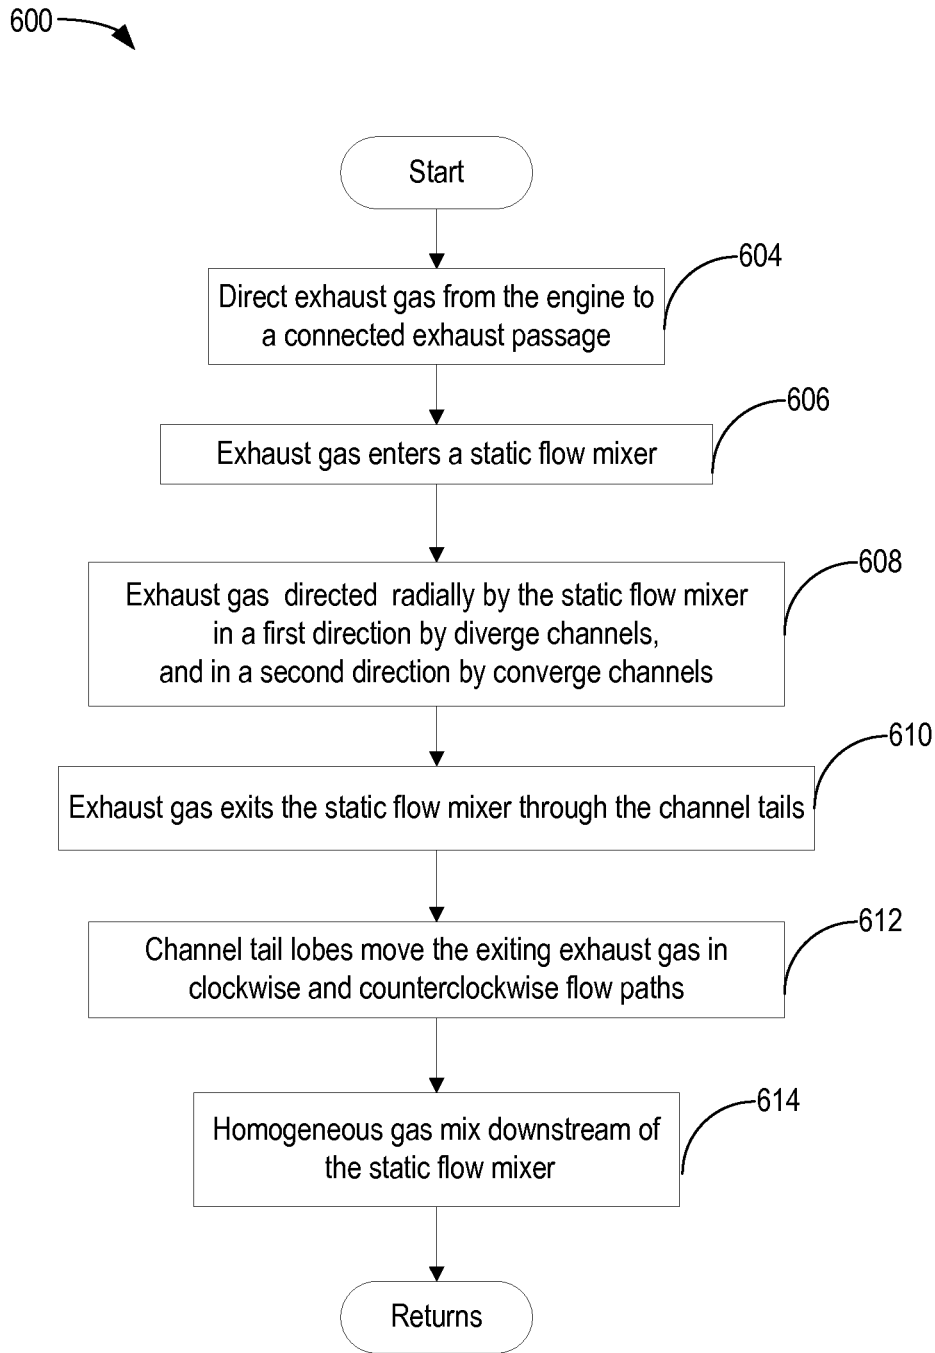 600
Start
604
Direct exhaust gas from the engine to
a connected exhaust passage
606
Exhaust gas enters a static flow mixer
608
Exhaust gas directed radially by the static flow mixer
in a first direction by diverge channels,
and in a second direction by converge channels
610
Exhaust gas exits the static flow mixer through the channel tails
612
Channel tail lobes move the exiting exhaust gas in
clockwise and counterclockwise flow paths
614
Homogeneous gas mix downstream of
the static flow mixer
Returns